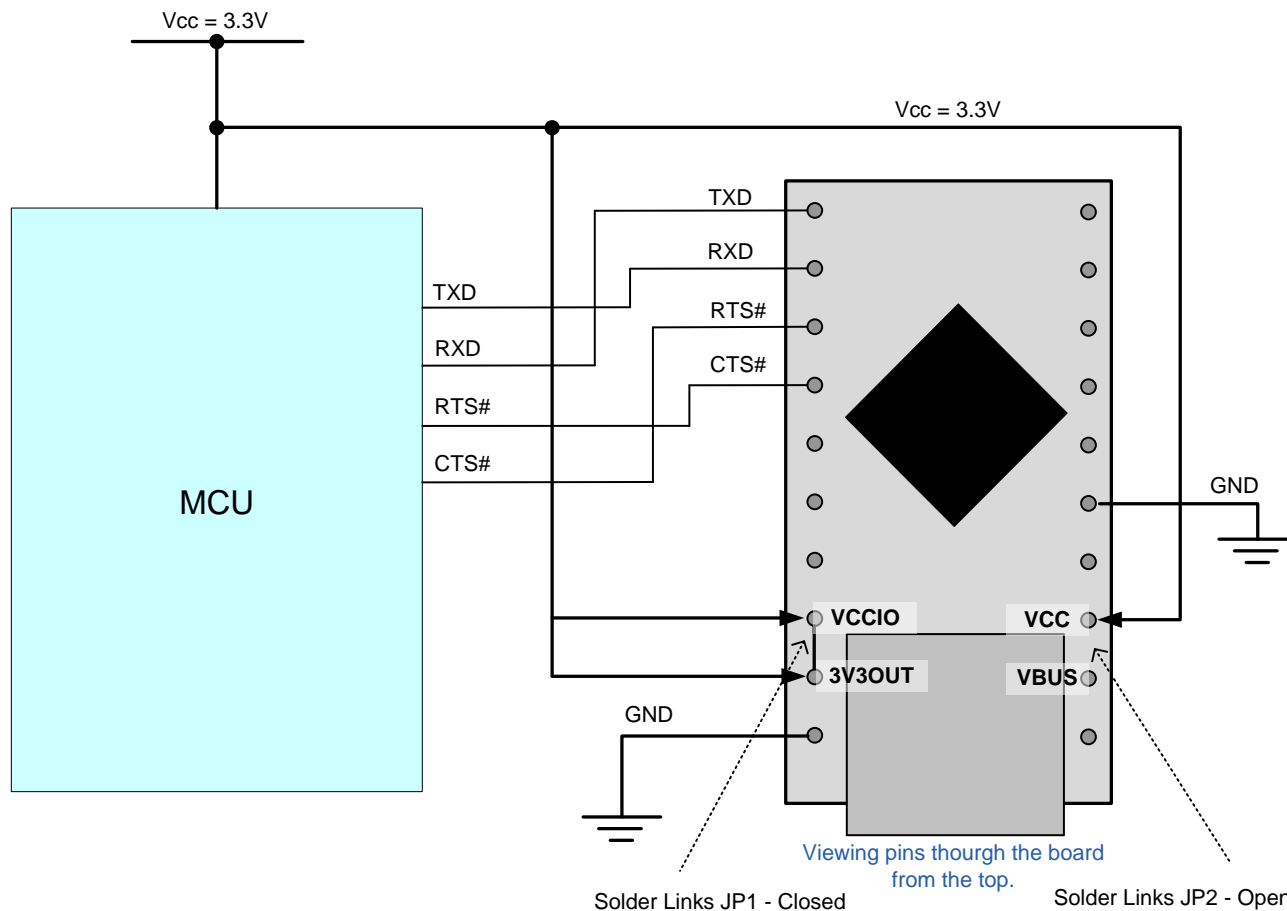 Vcc = 3.3V
Vcc = 3.3V
TXD
RXD
RTS#
CTS#
TXD
RXD
RTS#
CTS#
MCU
GND
VCCIO
VCC
3V3OUT
VBUS
GND
Viewing pins thourgh the board
from the top.
Solder Links JP1 - Closed
Solder Links JP2 - Open